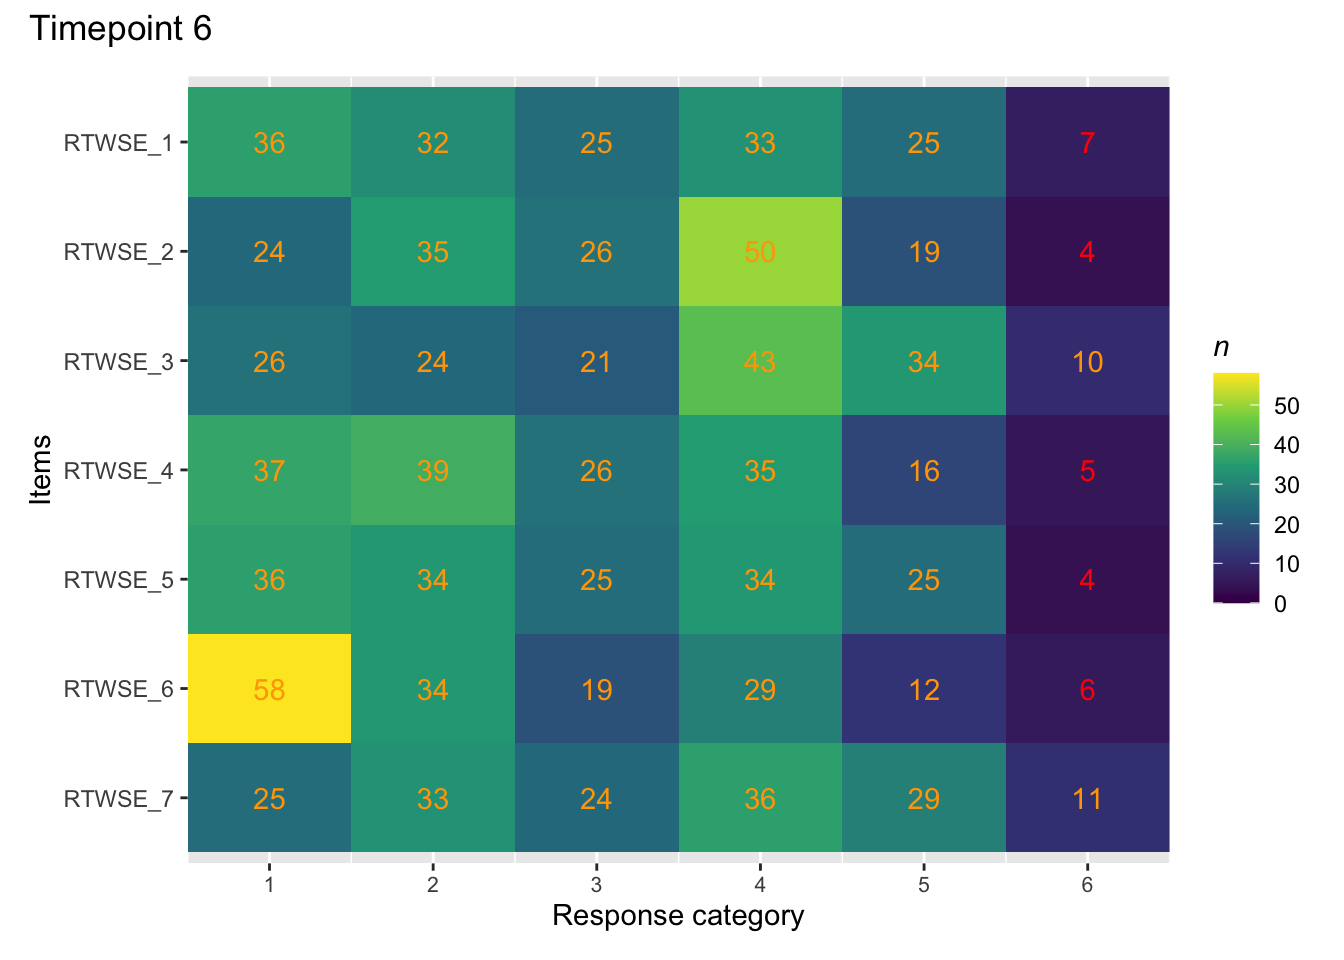 Timepoint 6
RTWSE_1 36 32 25 33 25 7
RTWSE_2 24 35 26 50 19 4
RTWSE_3 26 24 21 43 34 10
RTWSE_4 37 39 26 35 16 5
RTWSE_5 36 34 25 34 25 4
RTWSE_6 58 34 19 29 12 6
RTWSE_7 25 33 24 36 29 11
1 2 3 4 5 6
Response category
Items
n
50
40
30
20
10
0